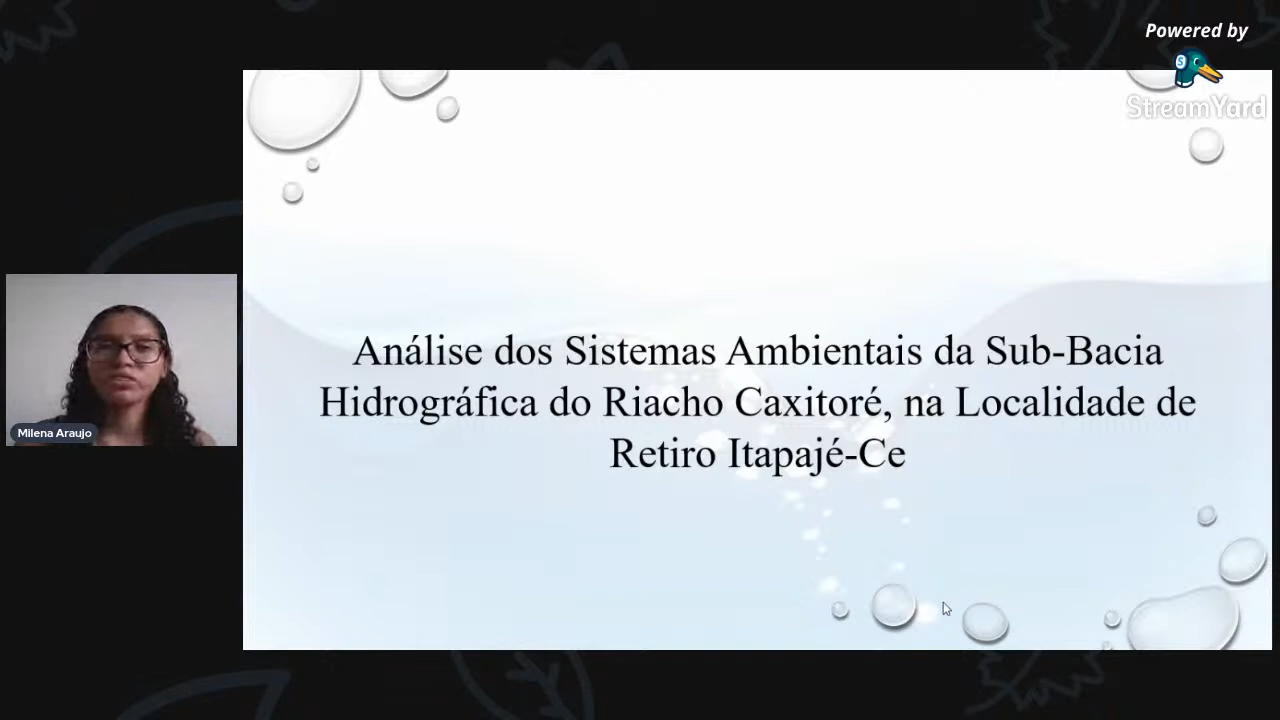 Powered by
StreamYard
Análise dos Sistemas Ambientais da Sub-Bacia
Hidrográfica do Riacho Caxitoré, na Localidade de
Retiro Itapajé-Ce
Milena Araujo